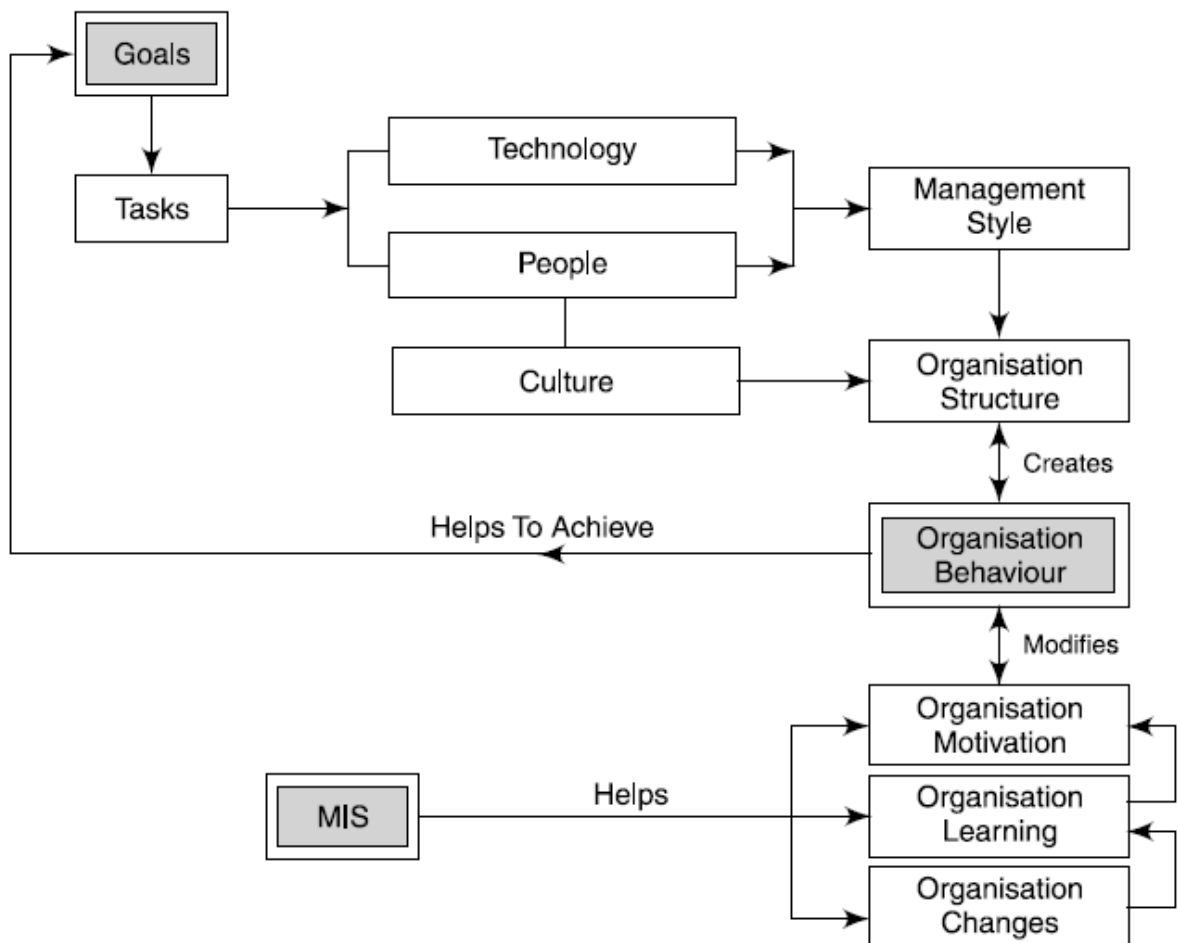 Goals
Tasks
Technology
People
Culture
Management
Style
Organisation
Structure
Creates
Helps To Achieve
Organisation
Behaviour
Modifies
Organisation
Motivation
MIS
Helps
Organisation
Learning
Organisation
Changes